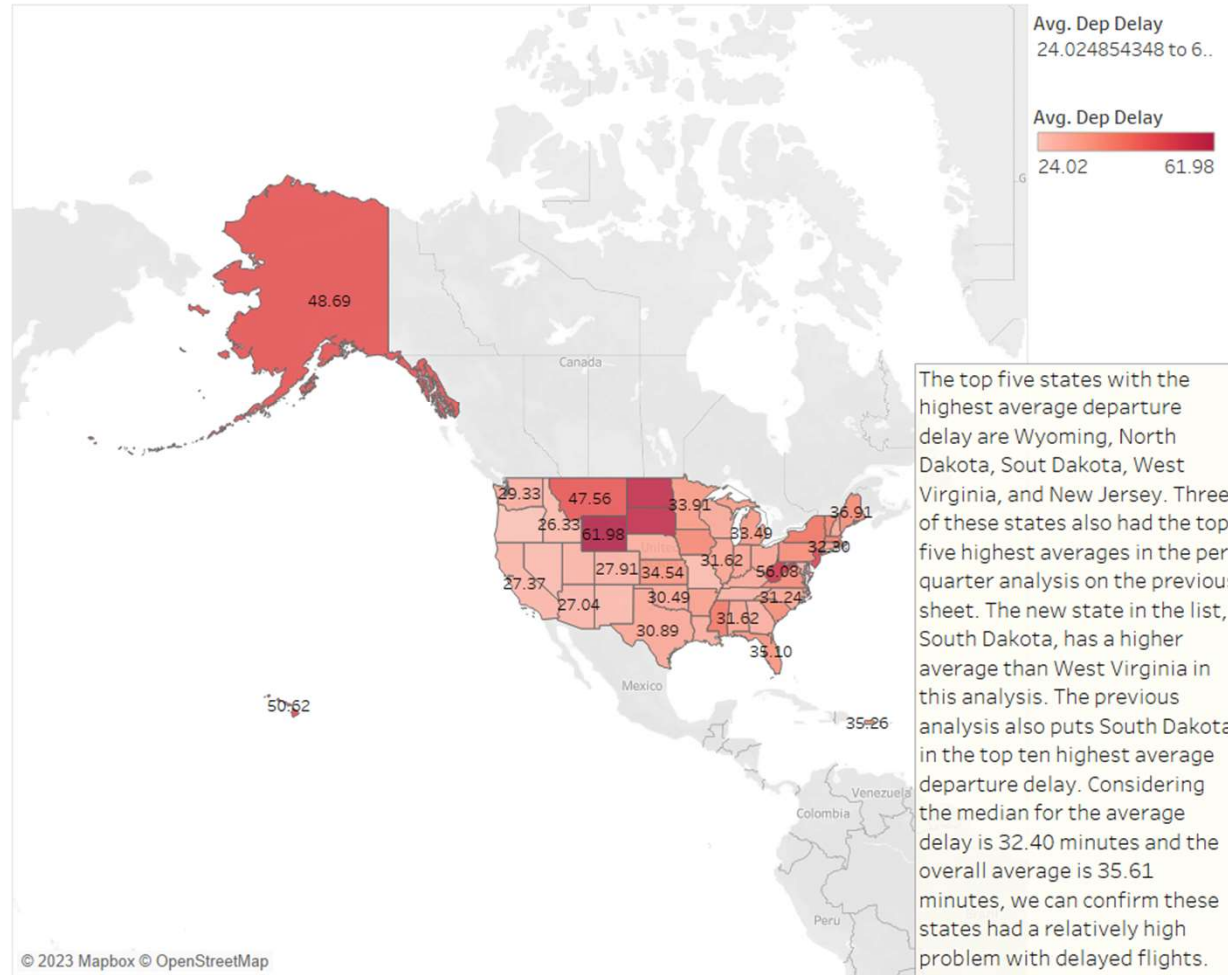 Avg. Dep Delay
24.024854348 to 6..
Avg. Dep Delay
24.02 61.98
48.69
Canada
29.33
47.56
33.91
36.91
26.33
61.98
33.49
32.30
27.91
34.54
31.62
56.08
27.37
27.04
30.49
31.24
30.89
31.62
35.10
Mexico
50.62
35.26
Venezuela
Colombia
Peru
The top five states with the
highest average departure
delay are Wyoming, North
Dakota, Sout Dakota, West
Virginia, and New Jersey. Three
of these states also had the top
five highest averages in the per
quarter analysis on the previous
sheet. The new state in the list,
South Dakota, has a higher
average than West Virginia in
this analysis. The previous
analysis also puts South Dakota
in the top ten highest average
departure delay. Considering
the median for the average
delay is 32.40 minutes and the
overall average is 35.61
minutes, we can confirm these
states had a relatively high
problem with delayed flights.
© 2023 Mapbox © OpenStreetMap